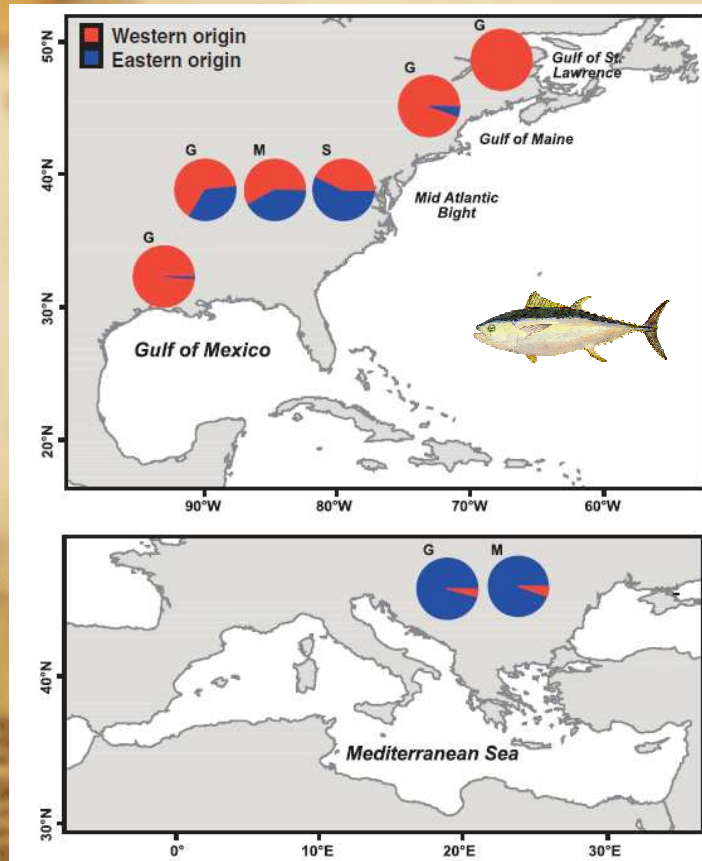 Western origin
Eastern origin
50°N
40°N
30°N
20°N
G
Gulf of St.
Lawrence
G
Gulf of Maine
G M S
Mid Atlantic
Bight
G
Gulf of Mexico
90°W 80°W 70°W 60°W
G M
40°N
30°N
Mediterranean Sea
0° 10°E 20°E 30°E